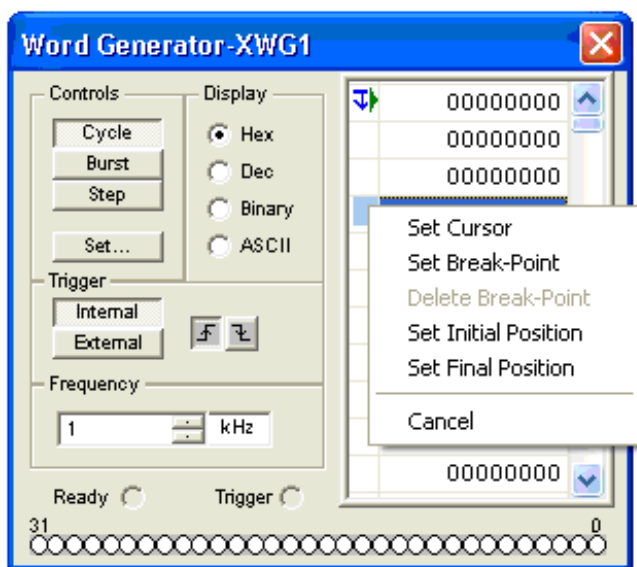 Word Generator-XWG1
Controls
Cycle
Burst
Step
Set...
Display
Hex
Dec
Binary
ASCII
Trigger
Internal
External
Frequency
1 kHz
Ready Trigger
00000000
00000000
00000000
Set Cursor
Set Break-Point
Delete Break-Point
Set Initial Position
Set Final Position
Cancel
00000000
31 0